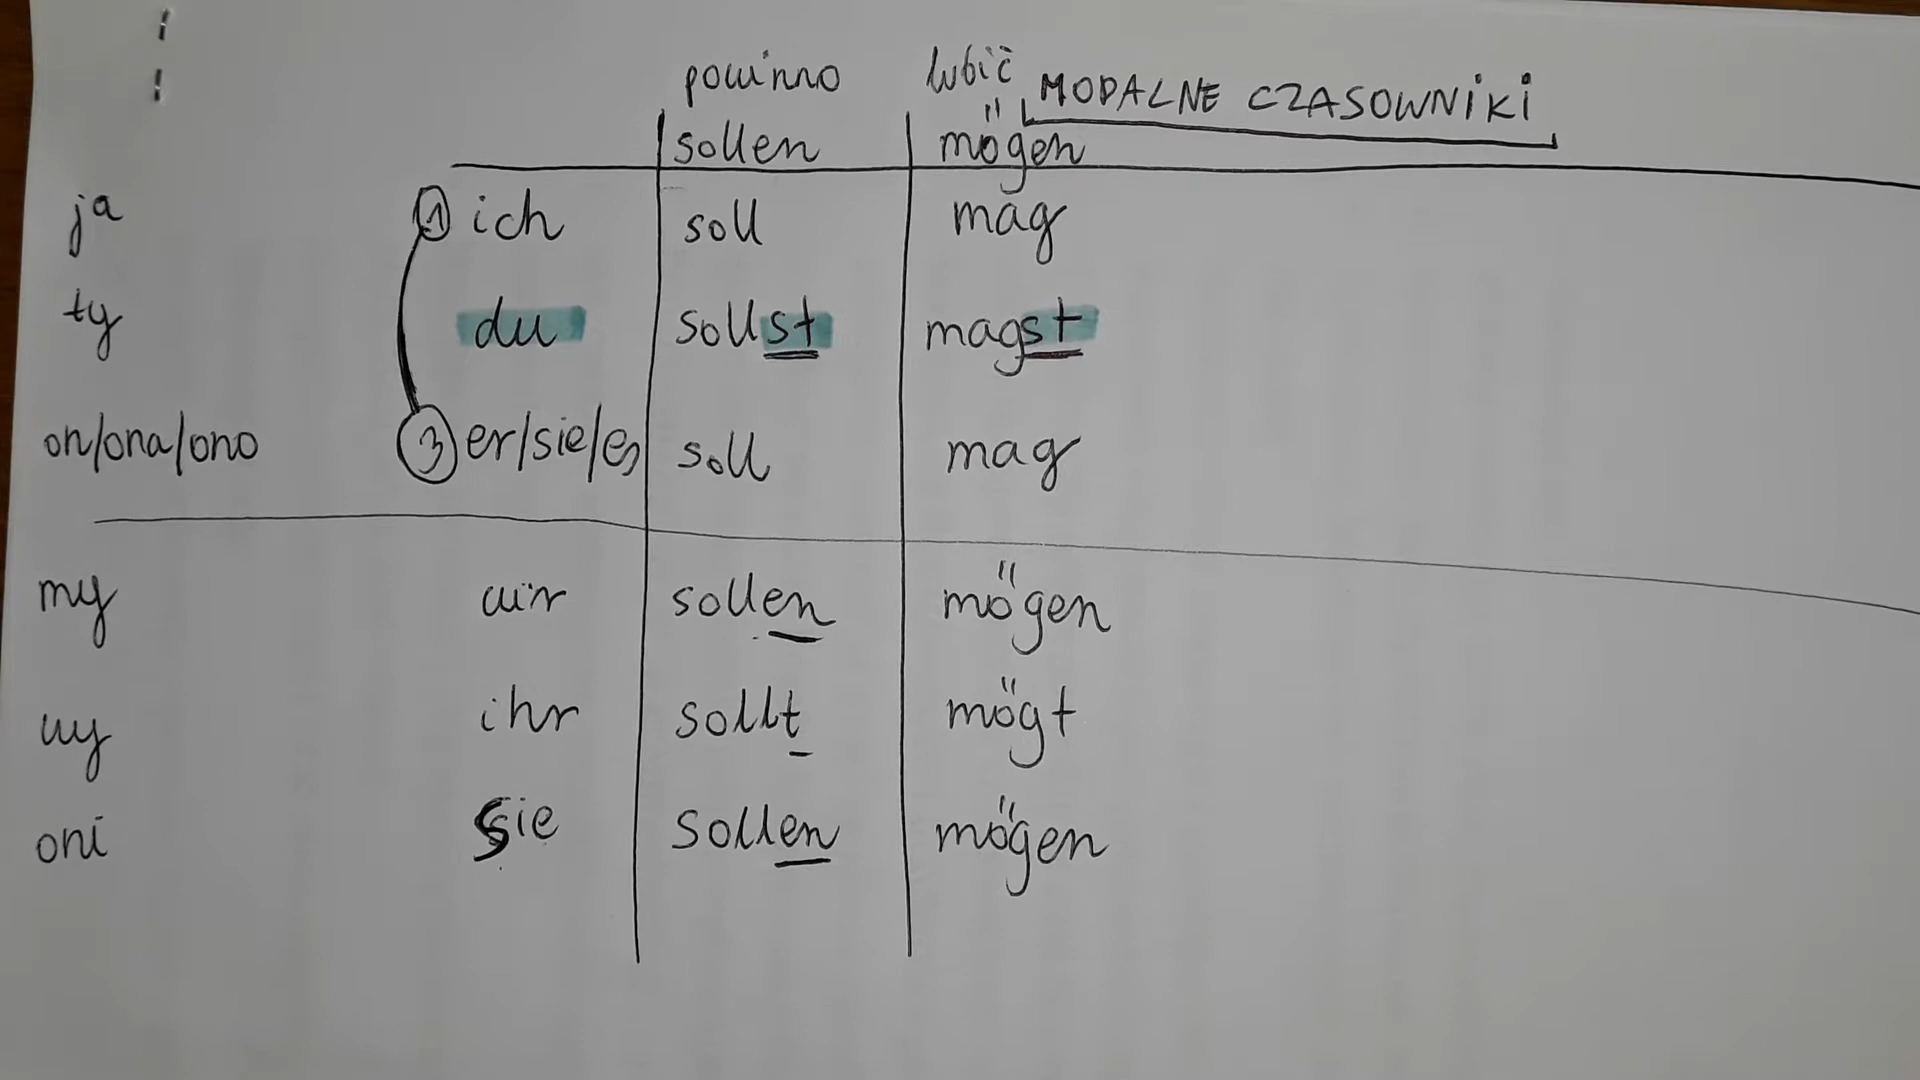 powinno lubić MODALNE CZASOWNIKI
sollen mögen
ja 1 ich soll mag
ty du sollst magst
on/ona/ono 3 er/sie/es soll mag
my wir sollen mögen
wy ihr sollt mögt
oni sie sollen mögen